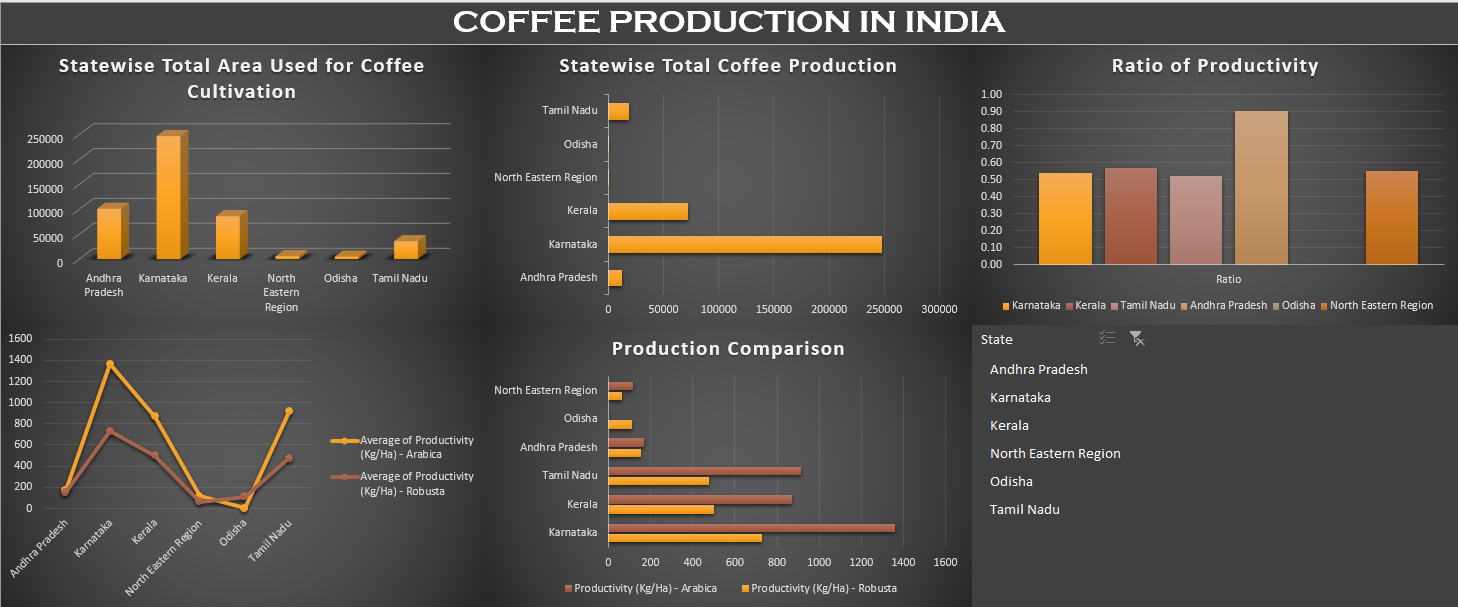 COFFEE PRODUCTION IN INDIA
Statewise Total Area Used for Coffee
Cultivation
250000
200000
150000
100000
50000
0
Andhra
Pradesh
Karnataka
Kerala
North
Eastern
Region
Odisha
Tamil Nadu
Statewise Total Coffee Production
Tamil Nadu
Odisha
North Eastern Region
Kerala
Karnataka
Andhra Pradesh
0 50000 100000 150000 200000 250000 300000
Ratio of Productivity
1.00
0.90
0.80
0.70
0.60
0.50
0.40
0.30
0.20
0.10
0.00
Ratio
Karnataka Kerala Tamil Nadu Andhra Pradesh Odisha North Eastern Region
1600
1400
1200
1000
800
600
400
200
0
Andhra Pradesh
Karnataka
Kerala
North Eastern Region
Odisha
Tamil Nadu
Average of Productivity
(Kg/Ha) - Arabica
Average of Productivity
(Kg/Ha) - Robusta
Production Comparison
North Eastern Region
Odisha
Andhra Pradesh
Tamil Nadu
Kerala
Karnataka
0 200 400 600 800 1000 1200 1400 1600
Productivity (Kg/Ha) - Arabica Productivity (Kg/Ha) - Robusta
State
Andhra Pradesh
Karnataka
Kerala
North Eastern Region
Odisha
Tamil Nadu